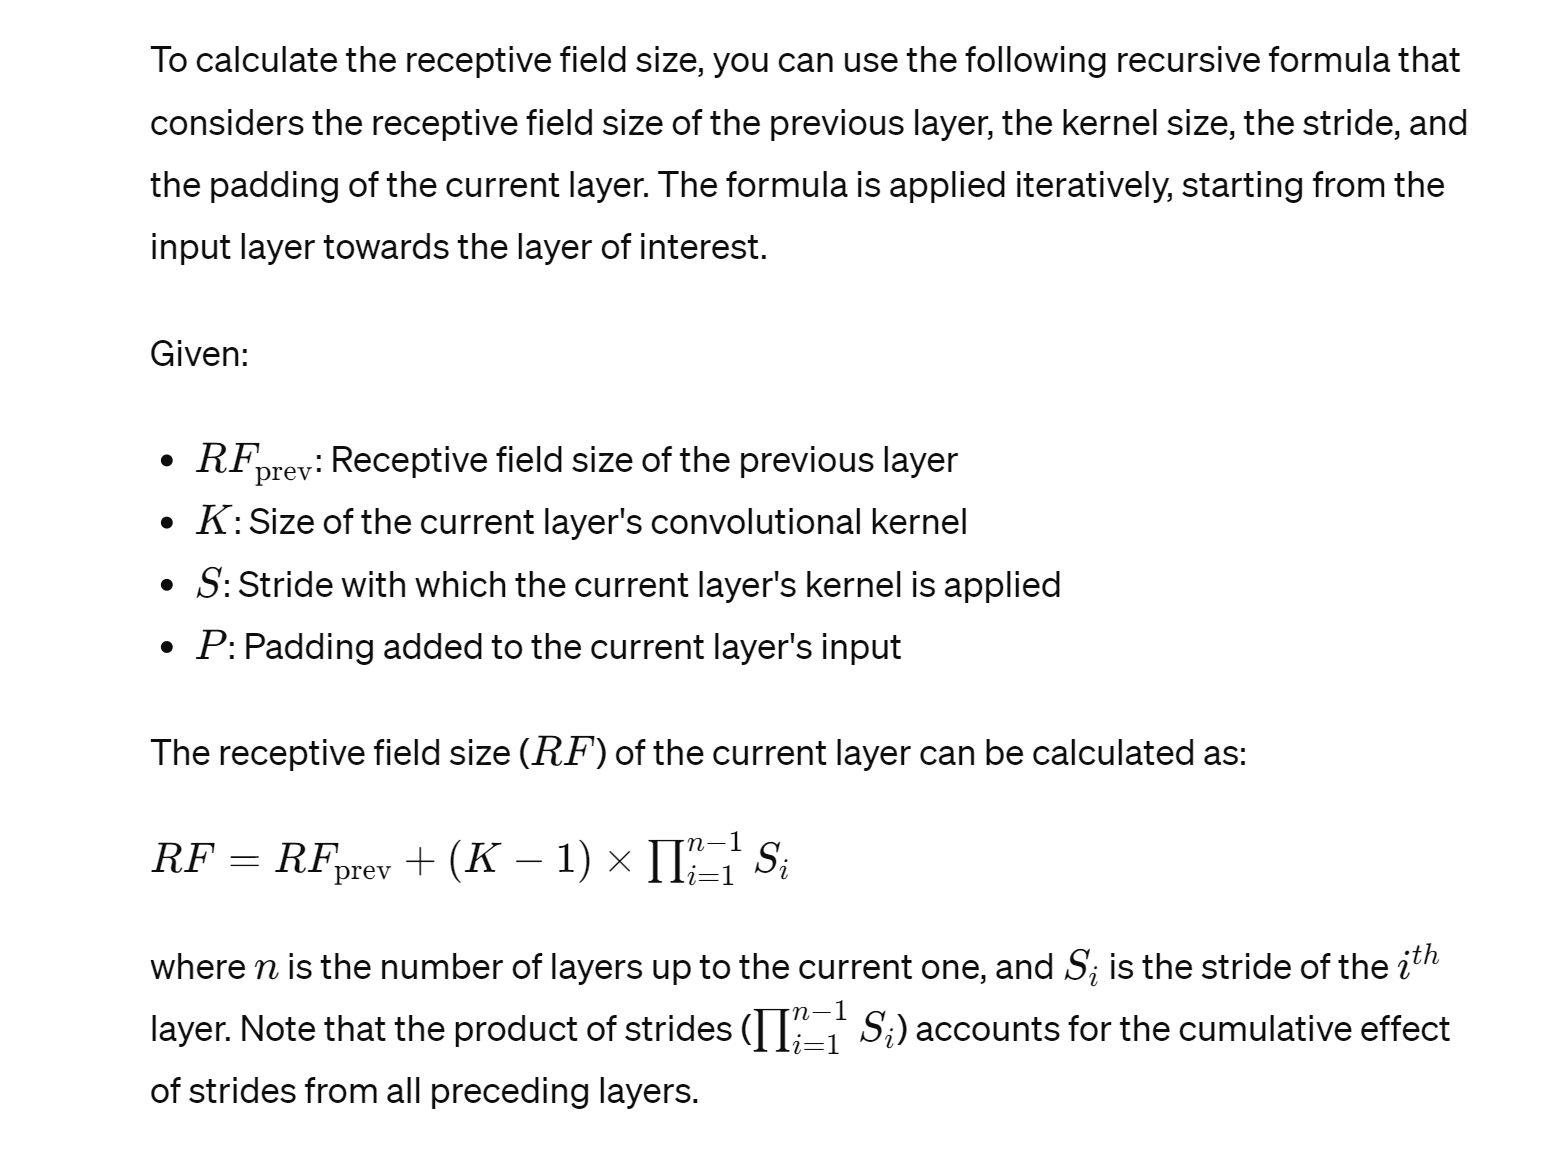 To calculate the receptive field size, you can use the following recursive formula that
considers the receptive field size of the previous layer, the kernel size, the stride, and
the padding of the current layer. The formula is applied iteratively, starting from the
input layer towards the layer of interest.
Given:
• $RF_{\text{prev}}$: Receptive field size of the previous layer
• $K$: Size of the current layer's convolutional kernel
• $S$: Stride with which the current layer's kernel is applied
• $P$: Padding added to the current layer's input
The receptive field size ($RF$) of the current layer can be calculated as:
$RF = RF_{\text{prev}} + (K - 1) \times \prod_{i=1}^{n-1} S_i$
where $n$ is the number of layers up to the current one, and $S_i$ is the stride of the $i^{th}$
layer. Note that the product of strides ($\prod_{i=1}^{n-1} S_i$) accounts for the cumulative effect
of strides from all preceding layers.